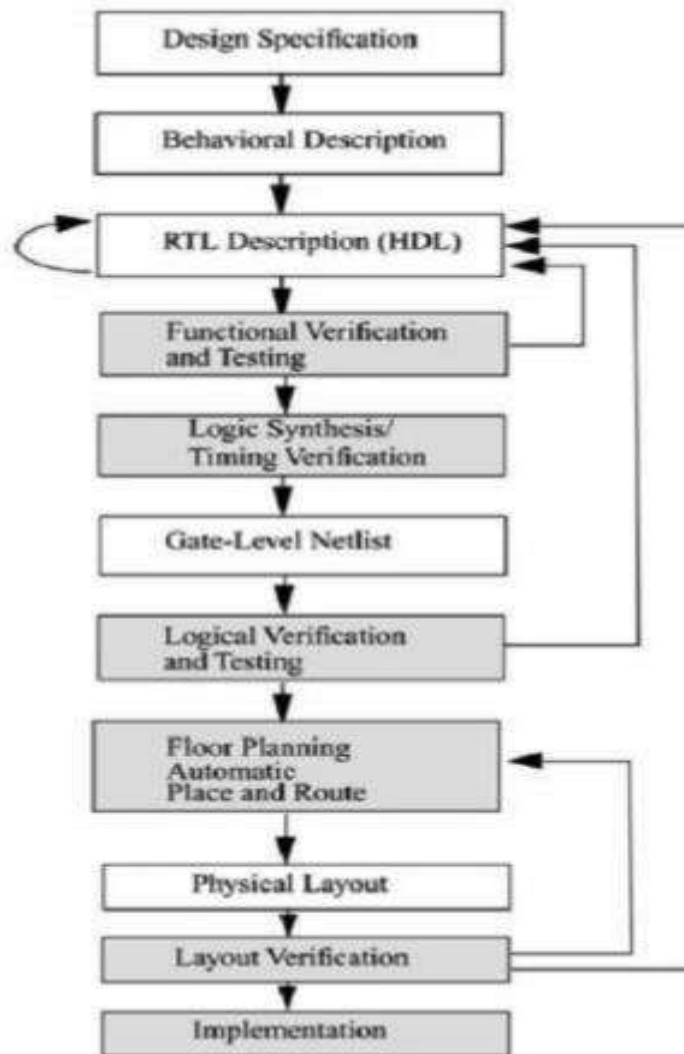 Design Specification
Behavioral Description
RTL Description (HDL)
Functional Verification
and Testing
Logic Synthesis/
Timing Verification
Gate-Level Netlist
Logical Verification
and Testing
Floor Planning
Automatic
Place and Route
Physical Layout
Layout Verification
Implementation